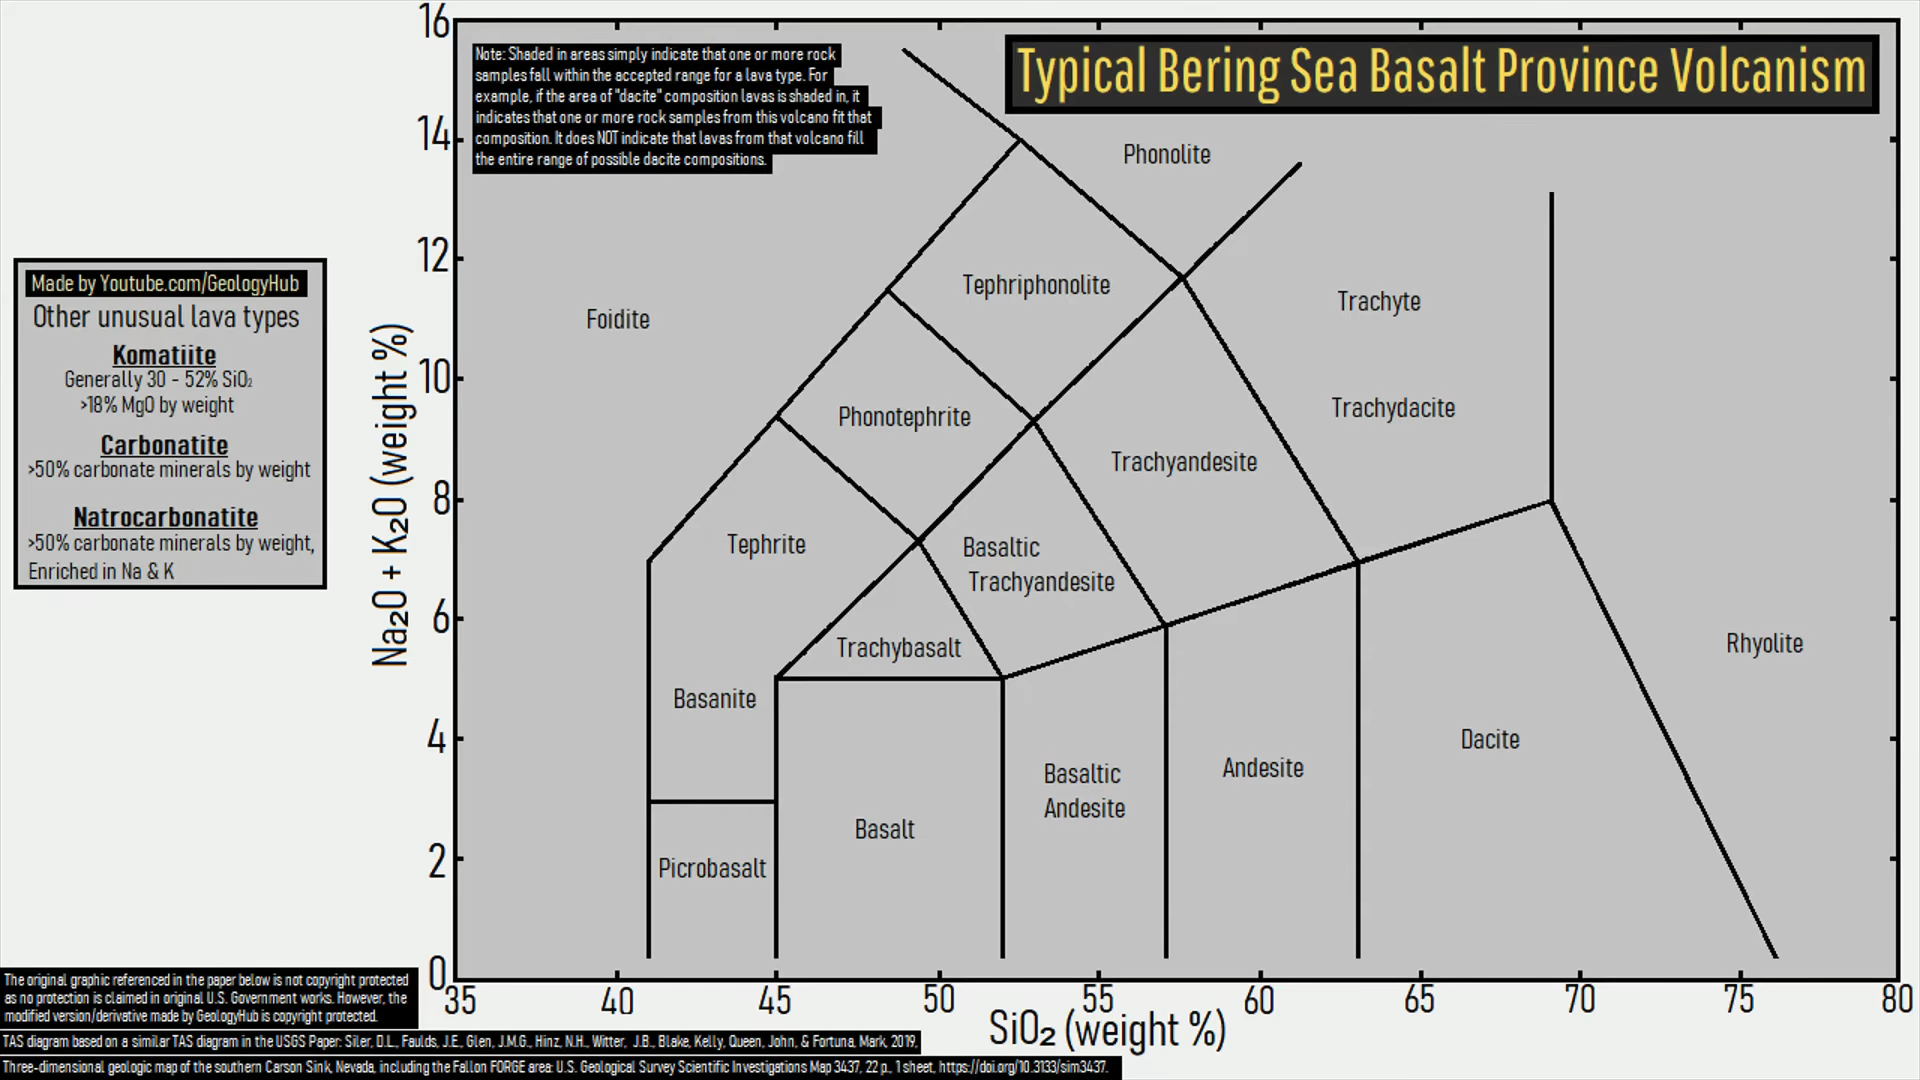 Typical Bering Sea Basalt Province Volcanism
Note: Shaded in areas simply indicate that one or more rock
samples fall within the accepted range for a lava type. For
example, if the area of "dacite" composition lavas is shaded in, it
indicates that one or more rock samples from this volcano fit that
composition. It does NOT indicate that lavas from that volcano fill
the entire range of possible dacite compositions.
Made by Youtube.com/GeologyHub
Other unusual lava types
Komatiite
Generally 30 - 52% SiO₂
>18% MgO by weight
Carbonatite
>50% carbonate minerals by weight
Natrocarbonatite
>50% carbonate minerals by weight,
Enriched in Na & K
Na₂O + K₂O (weight %)
16
14
12
10
8
6
4
2
0
Phonolite
Tephriphonolite
Foidite
Trachyte
Trachydacite
Phonotephrite
Trachyandesite
Tephrite
Basaltic
Trachyandesite
Trachybasalt
Rhyolite
Basanite
Dacite
Basaltic
Andesite
Andesite
Basalt
Picrobasalt
35
40
45
50
55
60
65
70
75
80
SiO₂ (weight %)
The original graphic referenced in the paper below is not copyright protected
as no protection is claimed in original U.S. Government works. However, the
modified version/derivative made by GeologyHub is copyright protected.
TAS diagram based on a similar TAS diagram in the USGS Paper: Siler, D.L., Faulds, J.E., Glen, J.M.G., Hinz, N.H., Witter, J.B., Blake, Kelly, Queen, John, & Fortuna, Mark, 2019,
Three-dimensional geologic map of the southern Carson Sink, Nevada, including the Fallon FORGE area: U.S. Geological Survey Scientific Investigations Map 3437, 22 p., 1 sheet, https://doi.org/10.3133/sim3437.